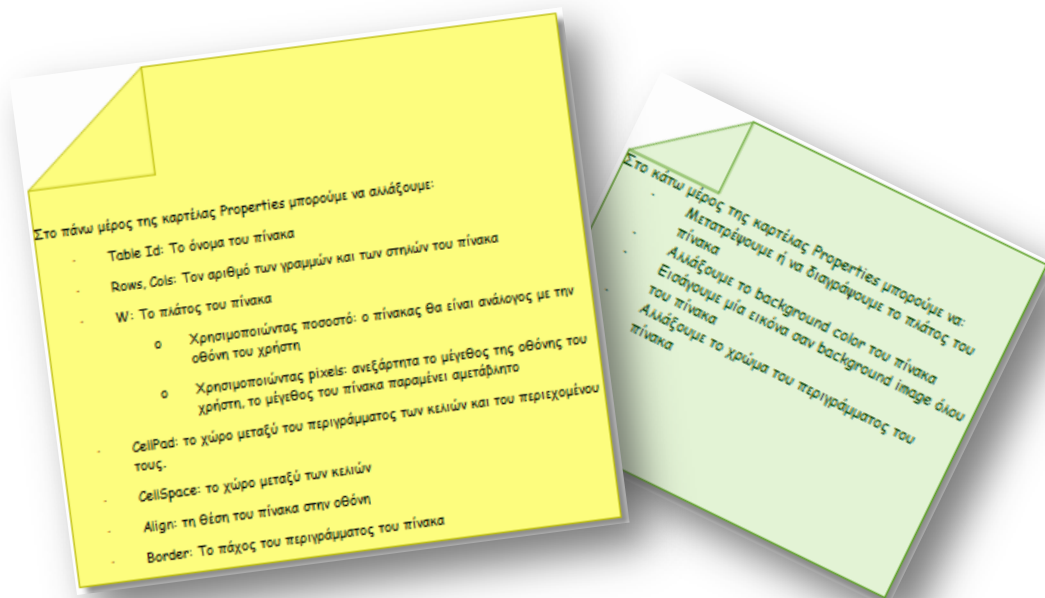 Στο πάνω μέρος της καρτέλας Properties μπορούμε να αλλάξουμε:
- Table Id: Το όνομα του πίνακα
- Rows, Cols: Τον αριθμό των γραμμών και των στηλών του πίνακα
- W: Το πλάτος του πίνακα
o Χρησιμοποιώντας ποσοστό: ο πίνακας θα είναι ανάλογος με την
οθόνη του χρήστη
o Χρησιμοποιώντας pixels: ανεξάρτητα το μέγεθος της οθόνης του
χρήστη, το μέγεθος του πίνακα παραμένει αμετάβλητο
- CellPad: το χώρο μεταξύ του περιγράμματος των κελιών και του περιεχομένου
τους.
- CellSpace: το χώρο μεταξύ των κελιών
- Align: τη θέση του πίνακα στην οθόνη
- Border: Το πάχος του περιγράμματος του πίνακα
Στο κάτω μέρος της καρτέλας Properties μπορούμε να:
- Μετατρέψουμε ή να διαγράψουμε το πλάτος του
πίνακα
- Αλλάξουμε το background color του πίνακα
- Εισάγουμε μία εικόνα σαν background image όλου
του πίνακα
- Αλλάξουμε το χρώμα του περιγράμματος του
πίνακα